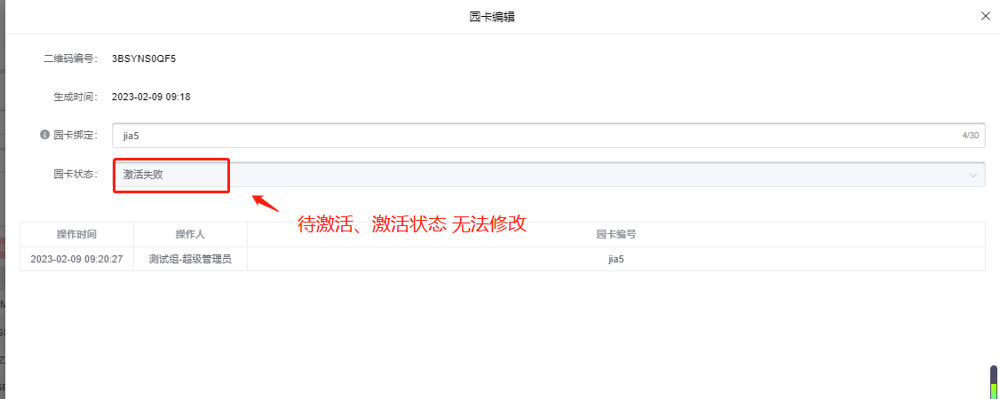 园卡编辑
二维码编号： 3BSYNS0QF5
生成时间： 2023-02-09 09:18
园卡绑定： jia5 4/30
园卡状态： 激活失败
待激活、激活状态 无法修改
操作时间 操作人 园卡编号
2023-02-09 09:20:27 测试组-超级管理员 jia5